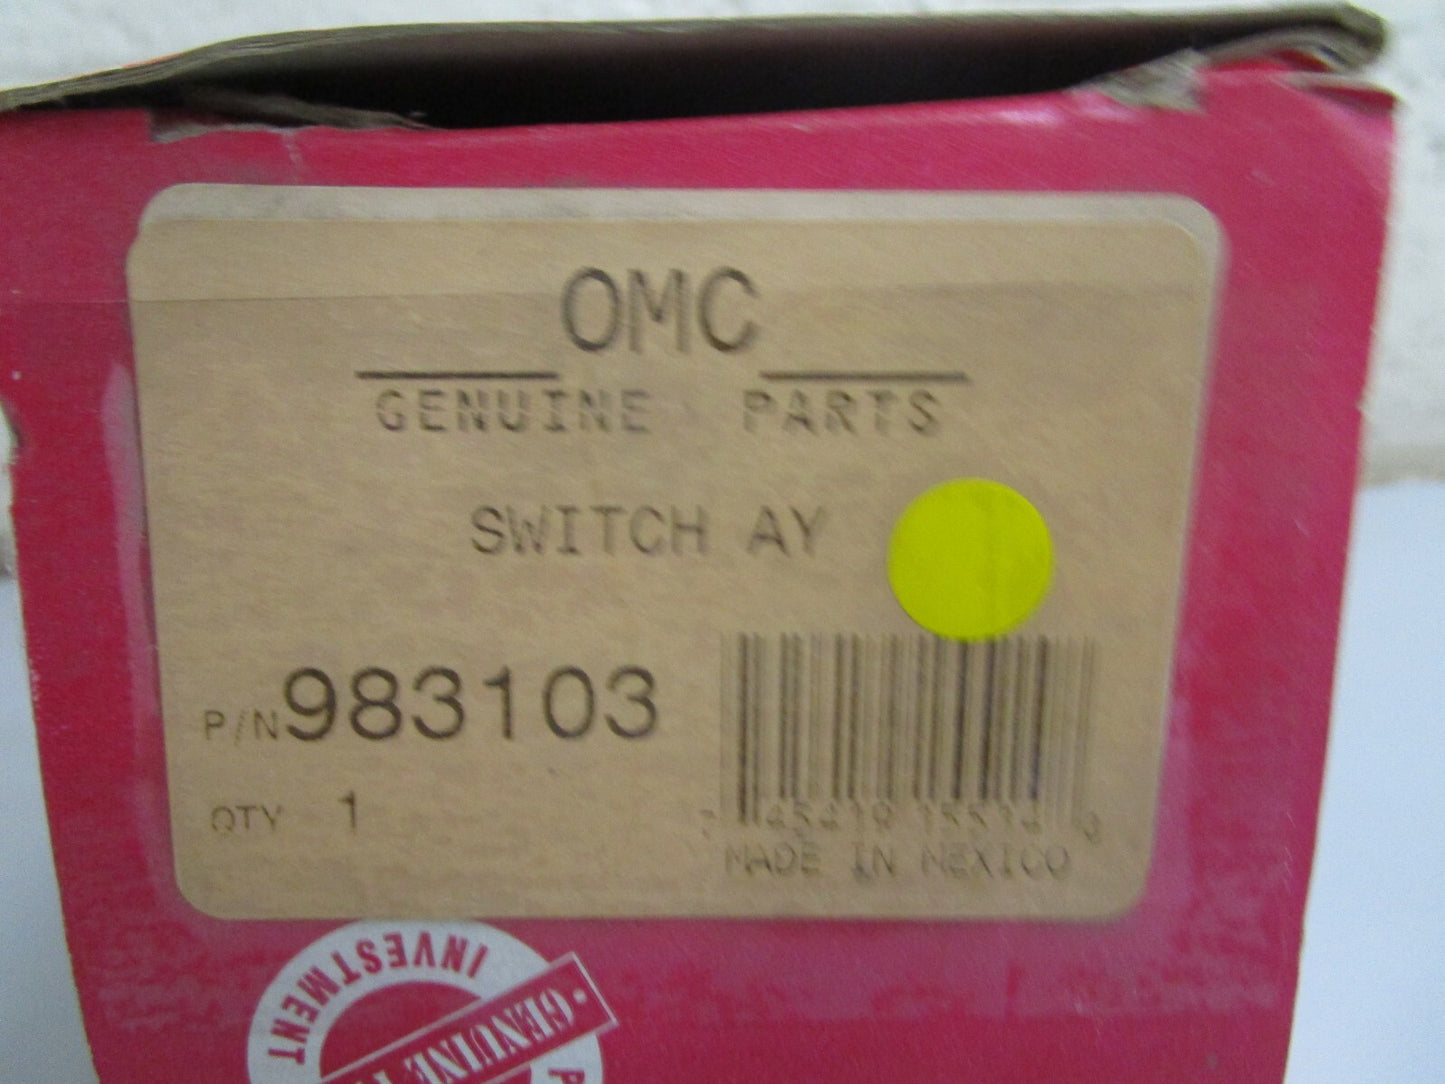 OMC
GENUINE PARTS
SWITCH AY
P/N 983103
QTY 1
MADE IN MEXICO
INVESTMENT
GENUINE